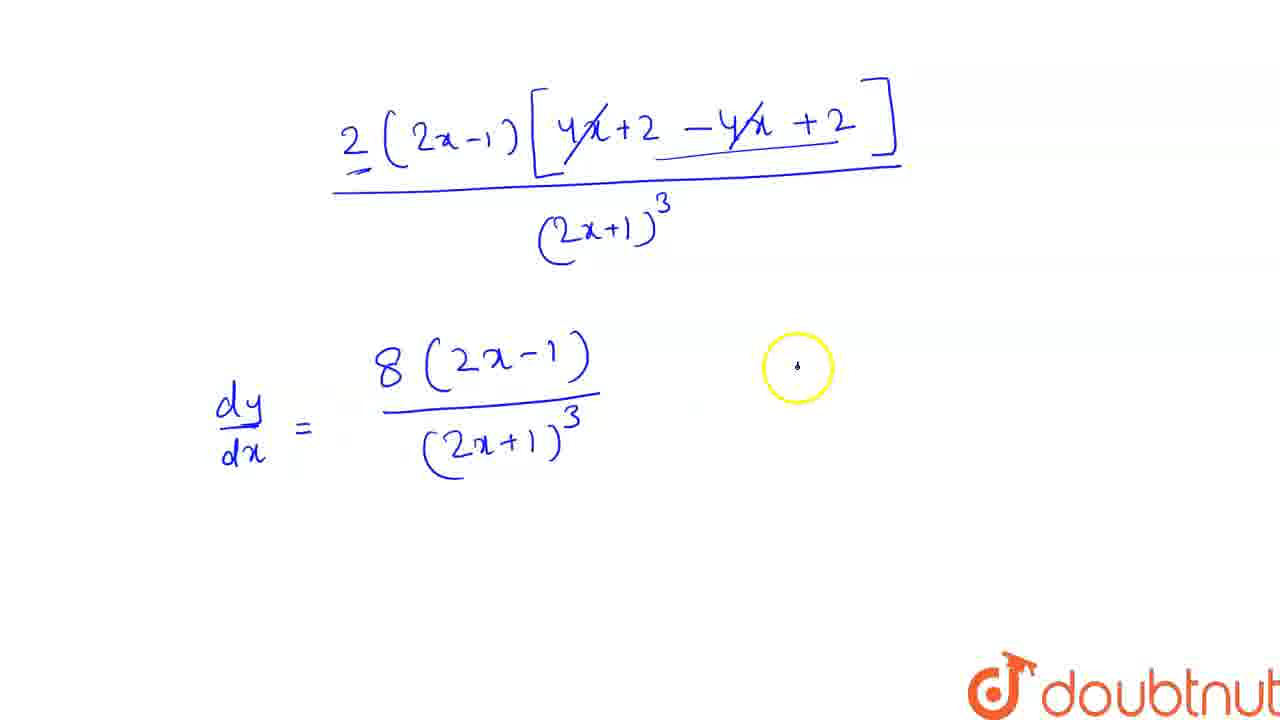 2(2x-1)[4x+2 -4x+2]
(2x+1)^3
dy/dx = 8(2x-1)/(2x+1)^3
doubtnut